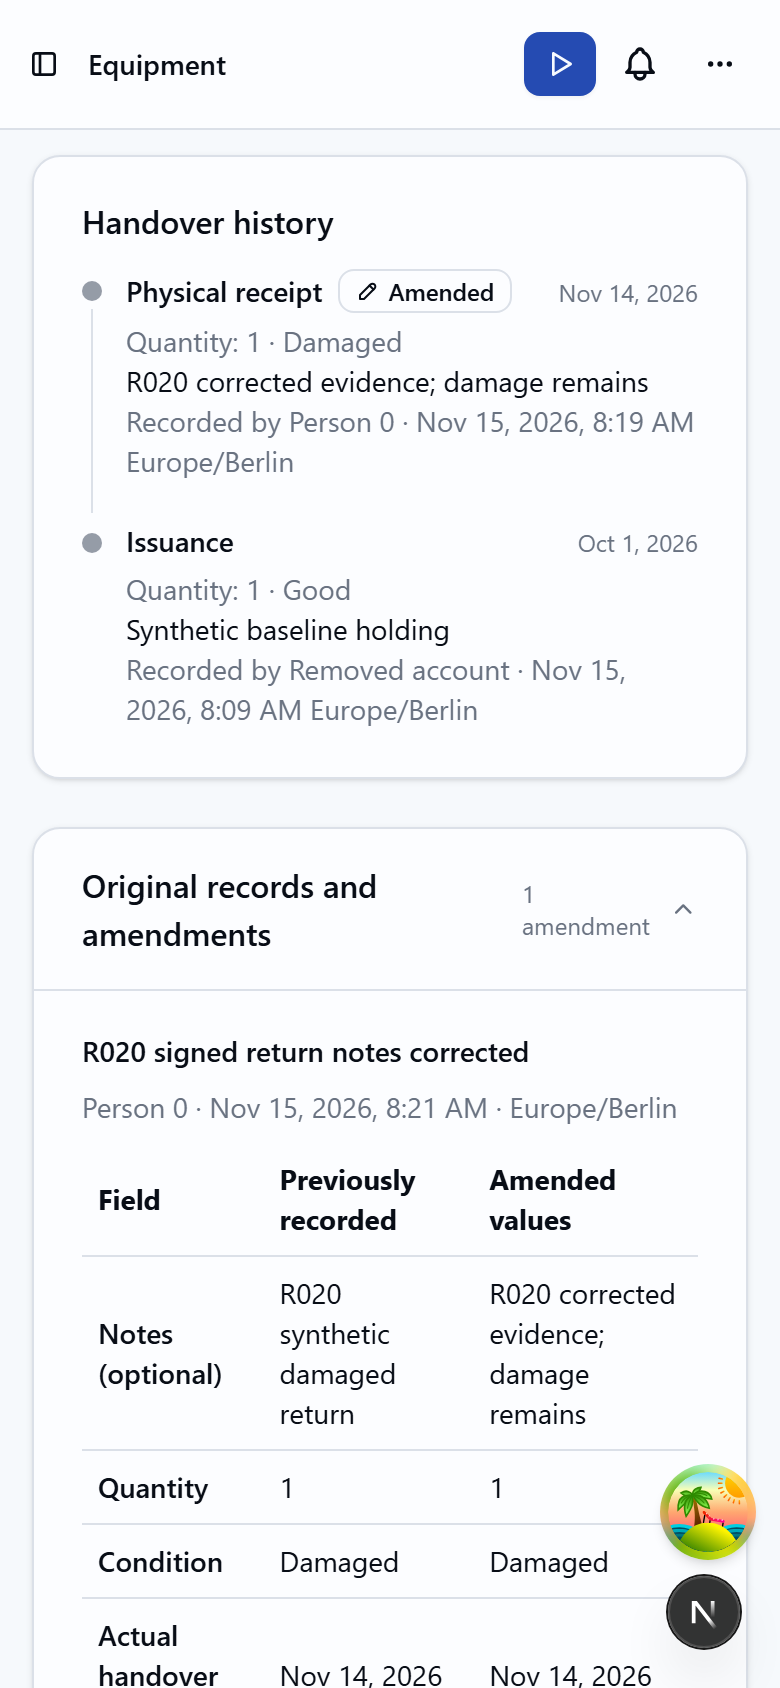 Equipment
Handover history
Physical receipt Amended Nov 14, 2026
Quantity: 1 · Damaged
R020 corrected evidence; damage remains
Recorded by Person 0 · Nov 15, 2026, 8:19 AM
Europe/Berlin
Issuance Oct 1, 2026
Quantity: 1 · Good
Synthetic baseline holding
Recorded by Removed account · Nov 15,
2026, 8:09 AM Europe/Berlin
Original records and
amendments
1
amendment
R020 signed return notes corrected
Person 0 · Nov 15, 2026, 8:21 AM · Europe/Berlin
Field
Previously
recorded
Amended
values
Notes
(optional)
R020
synthetic
damaged
return
R020 corrected
evidence;
damage
remains
Quantity 1 1
Condition Damaged Damaged
Actual
handover Nov 14, 2026 Nov 14, 2026
N